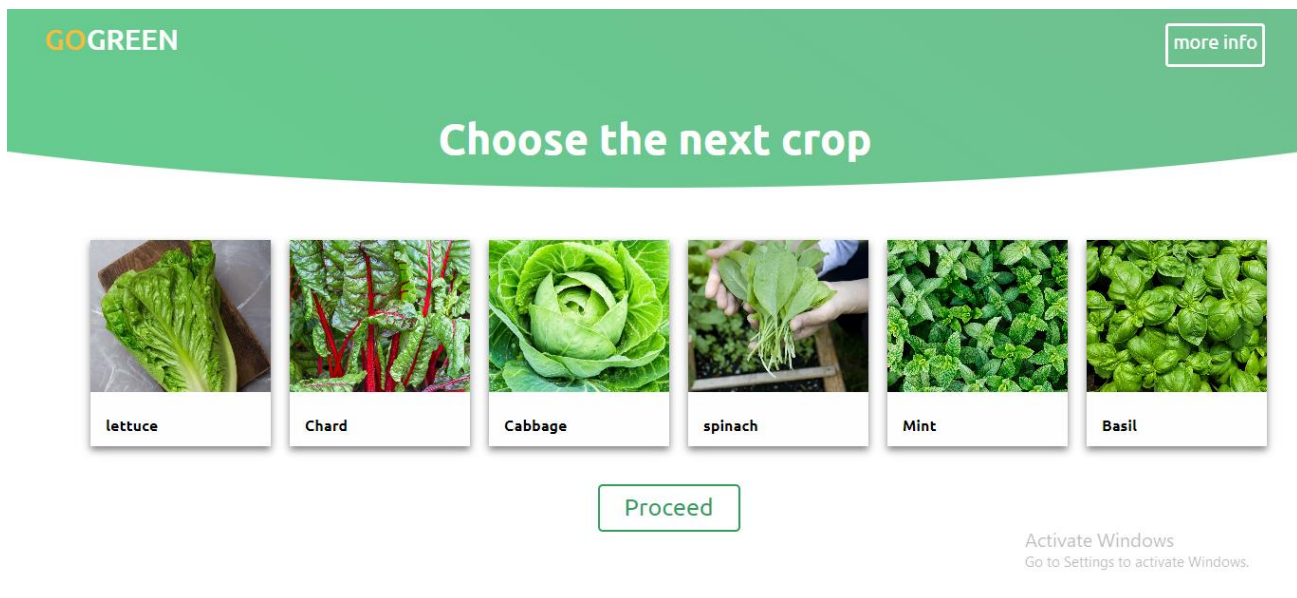 GOGREEN
more info
Choose the next crop
lettuce
Chard
Cabbage
spinach
Mint
Basil
Proceed
Activate Windows
Go to Settings to activate Windows.